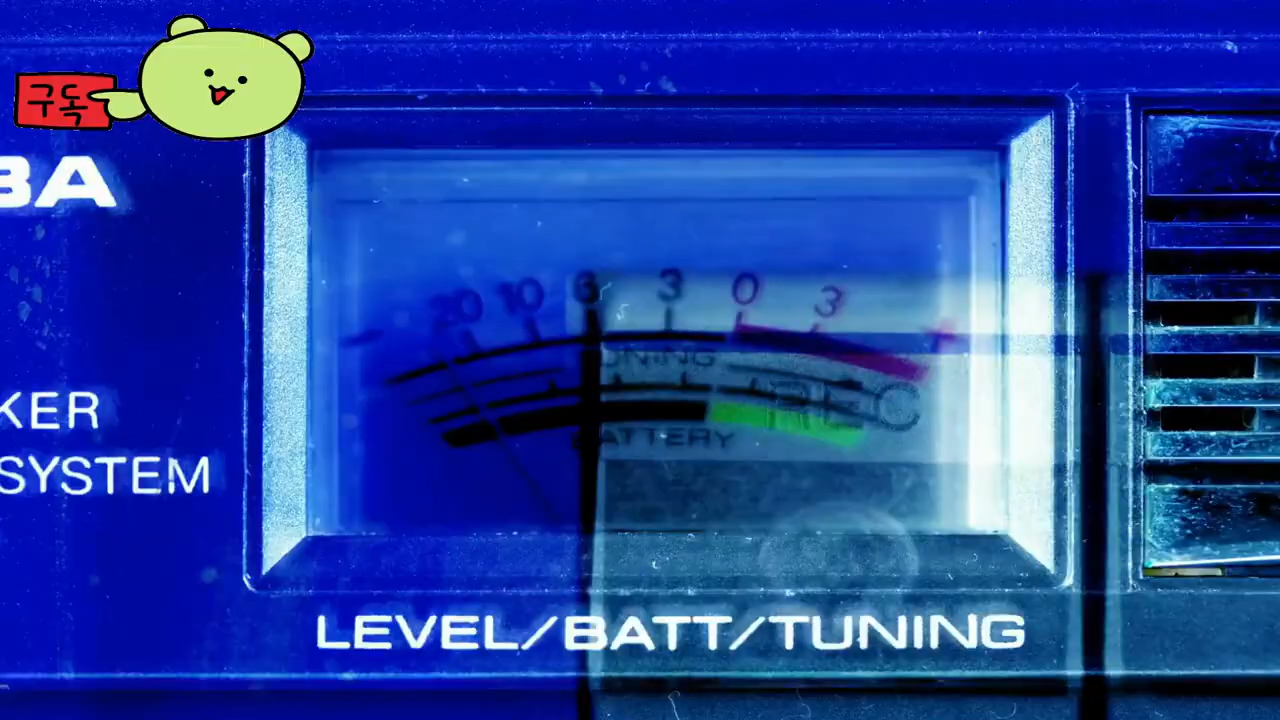 구독
BA
20 10 6 3 0 3 +
TUNING
REC
BATTERY
KER
SYSTEM
LEVEL/BATT/TUNING